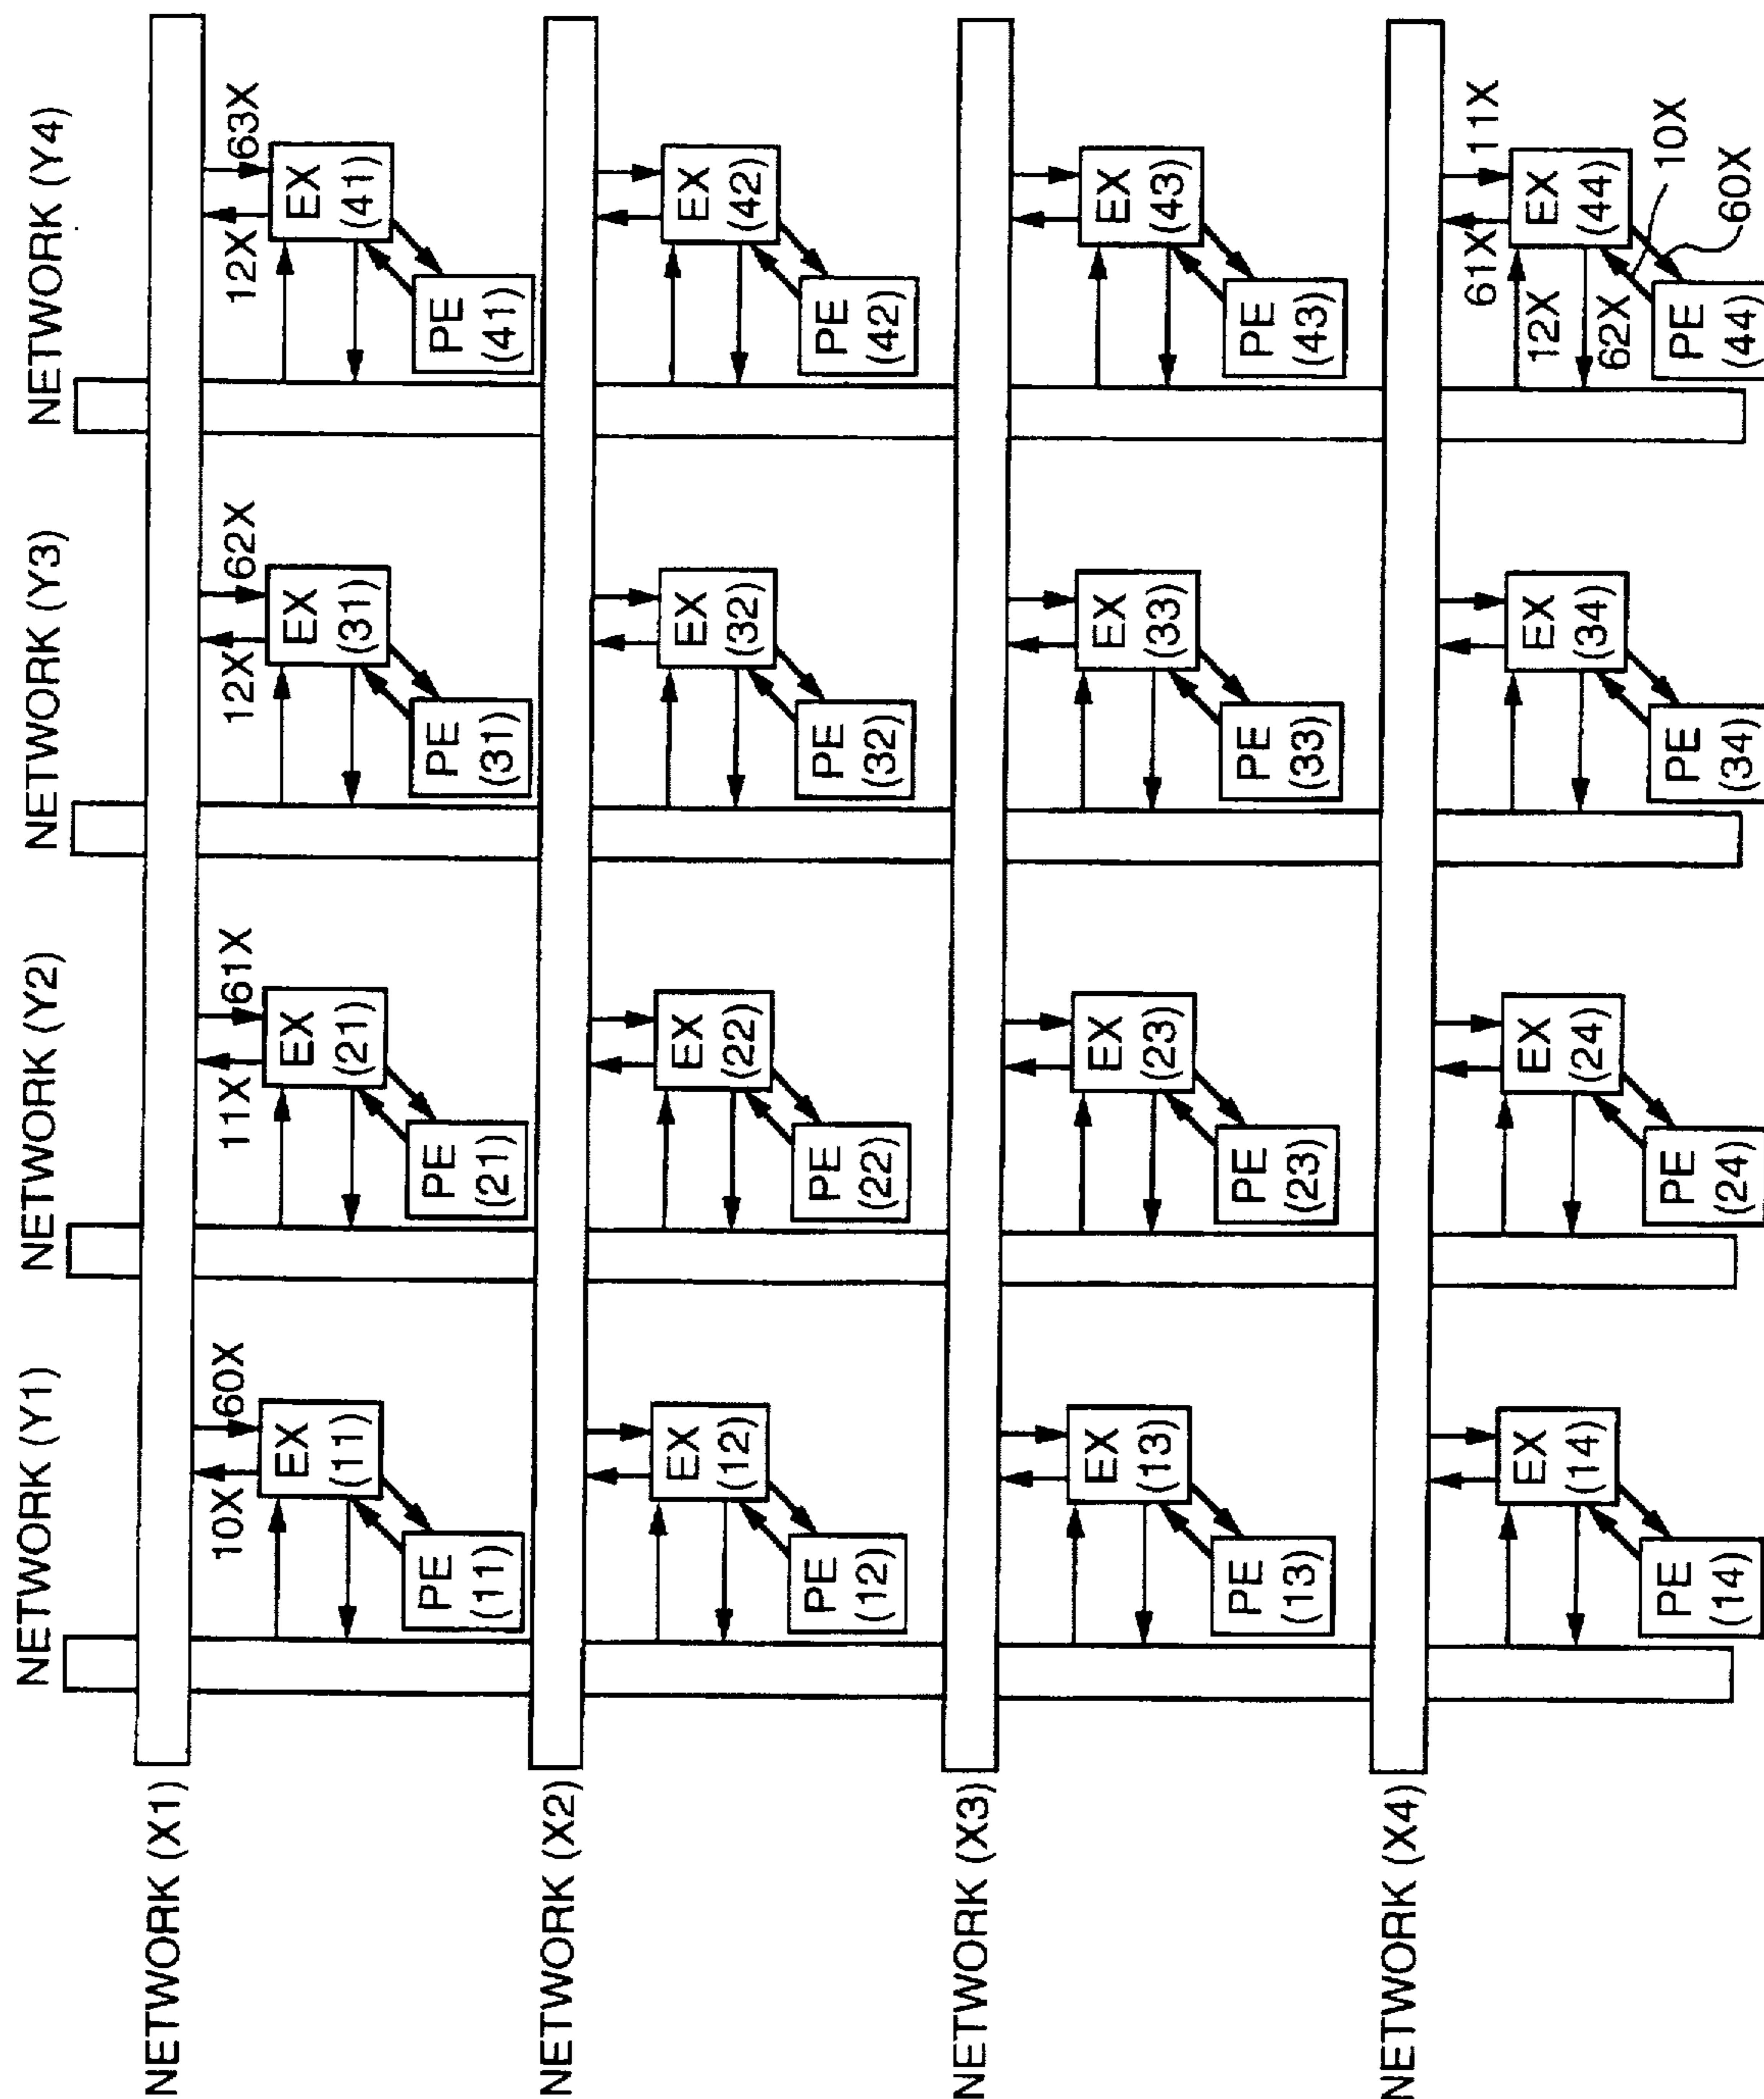 NETWORK (Y1)
NETWORK (Y2)
NETWORK (Y3)
NETWORK (Y4)
NETWORK (X1)
10X
60X
EX
(11)
PE
(11)
11X
61X
EX
(21)
PE
(21)
12X
62X
EX
(31)
PE
(31)
12X
63X
EX
(41)
PE
(41)
NETWORK (X2)
EX
(12)
PE
(12)
EX
(22)
PE
(22)
EX
(32)
PE
(32)
EX
(42)
PE
(42)
NETWORK (X3)
EX
(13)
PE
(13)
EX
(23)
PE
(23)
EX
(33)
PE
(33)
EX
(43)
PE
(43)
NETWORK (X4)
EX
(14)
PE
(14)
EX
(24)
PE
(24)
EX
(34)
PE
(34)
61X
11X
12X
EX
(44)
62X
10X
PE
(44)
60X